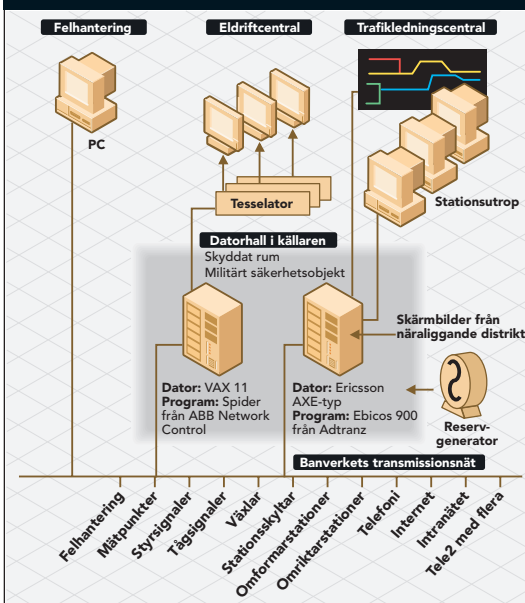 Felhantering
Eldriftcentral
Trafikledningscentral
PC
Tesselator
Stationsutrop
Datorhall i källaren
Skyddat rum
Militärt säkerhetsobjekt
Skärmbilder från
näraliggande distrikt
Dator: VAX 11
Program: Spider
från ABB Network
Control
Dator: Ericsson
AXE-typ
Program: Ebicos 900
från Adtranz
Reserv-
generator
Banverkets transmissionsnät
Felhantering
Mätpunkter
Styrsignaler
Tågsignaler
Växlar
Stationsskyltar
Omformarstationer
Omriktarstationer
Telefoni
Internet
Intranätet
Tele2 med flera